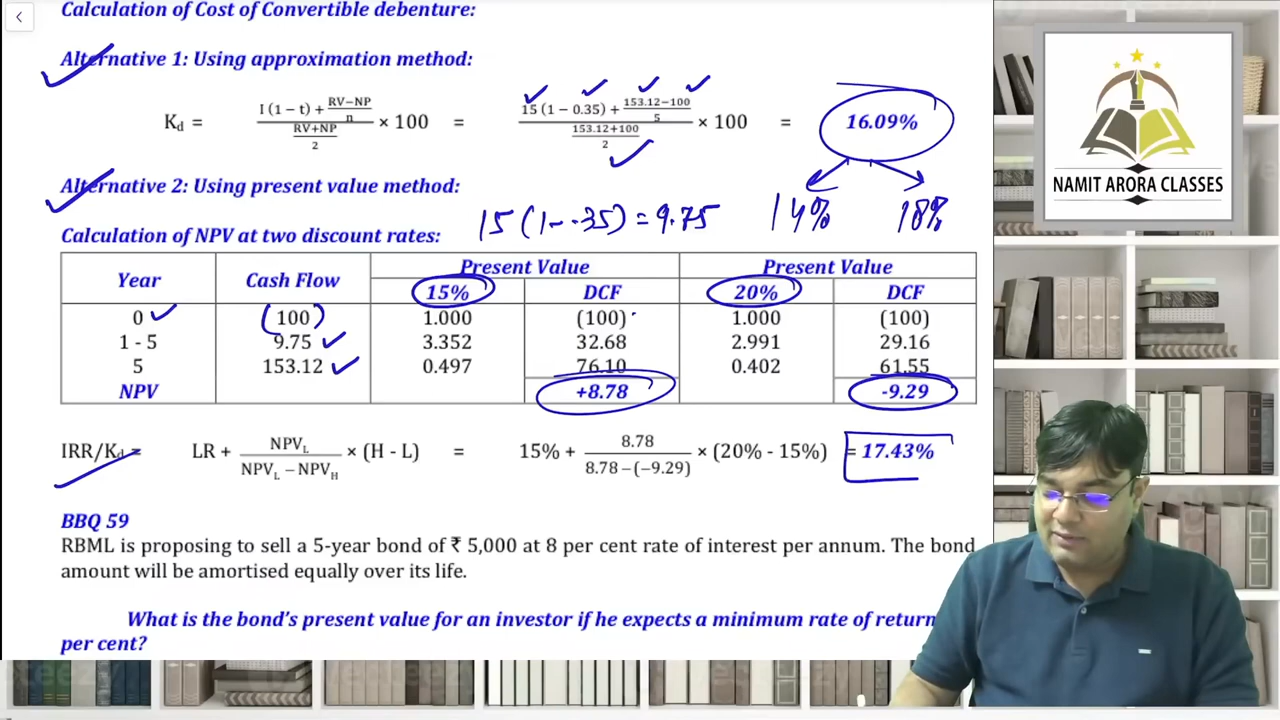 Calculation of Cost of Convertible debenture:
Alternative 1: Using approximation method:
Kd = I (1 – t) + RV–NP/n / RV+NP/2 × 100 = 15 (1 – 0.35) + 153.12–100/5 / 153.12+100/2 × 100 = 16.09%
Alternative 2: Using present value method:
15 (1-.35) = 9.75 14% 18%
Calculation of NPV at two discount rates:
Year Cash Flow Present Value Present Value
15% DCF 20% DCF
0 (100) 1.000 (100) 1.000 (100)
1 - 5 9.75 3.352 32.68 2.991 29.16
5 153.12 0.497 76.10 0.402 61.55
NPV +8.78 -9.29
IRR/Kd = LR + NPVL / NPVL – NPVH × (H - L) = 15% + 8.78 / 8.78 – (–9.29) × (20% - 15%) = 17.43%
BBQ 59
RBML is proposing to sell a 5-year bond of ₹ 5,000 at 8 per cent rate of interest per annum. The bond
amount will be amortised equally over its life.
What is the bond's present value for an investor if he expects a minimum rate of return
per cent?
NAMIT ARORA CLASSES